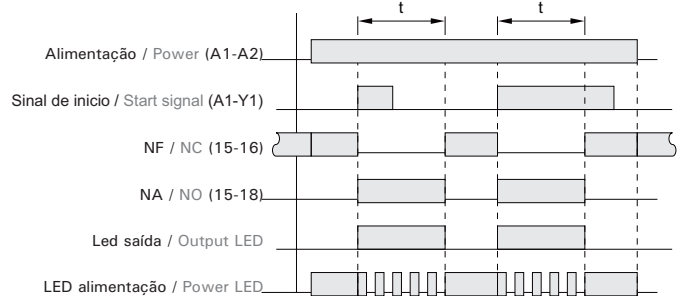 t t
Alimentação / Power (A1-A2)
Sinal de inicio / Start signal (A1-Y1)
NF / NC (15-16)
NA / NO (15-18)
Led saída / Output LED
LED alimentação / Power LED